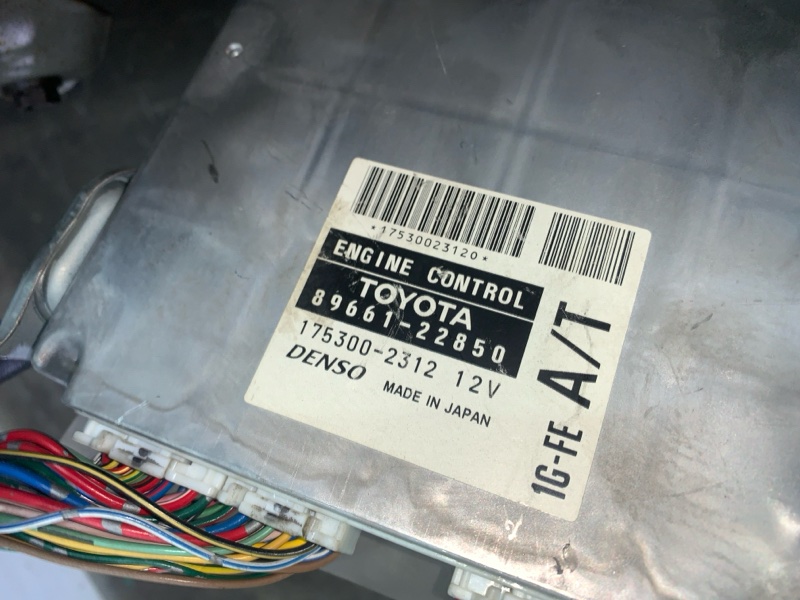 *17530023120*
ENGINE CONTROL
TOYOTA
89661-22850
175300-2312 12V
DENSO MADE IN JAPAN
1G-FE A/T